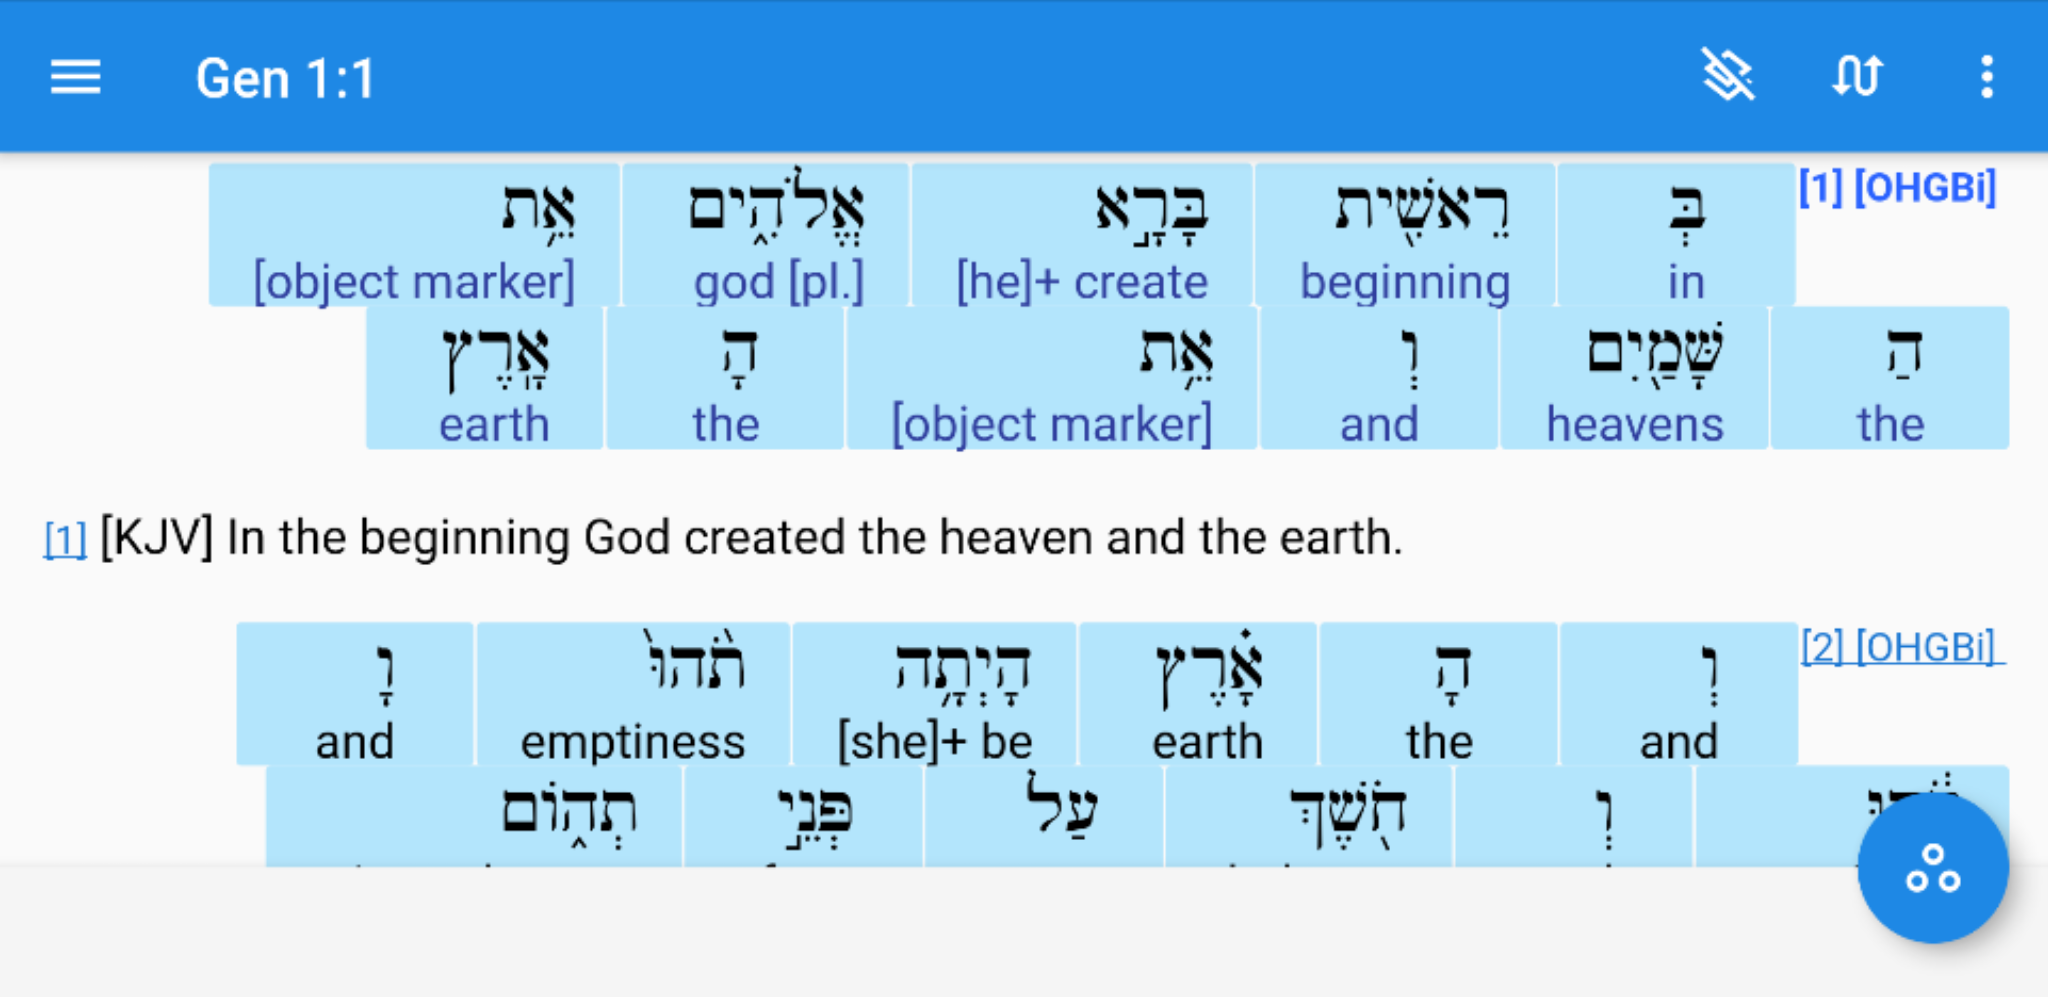 Gen 1:1
[1] [OHGBi] בְּ רֵאשִׁ֖ית בָּרָ֣א אֱלֹהִ֑ים אֵ֥ת
in beginning [he]+ create god [pl.] [object marker]
הַ שָּׁמַ֖יִם וְ אֵ֥ת הָ אָֽרֶץ
the heavens and [object marker] the earth
[1] [KJV] In the beginning God created the heaven and the earth.
[2] [OHGBi] וְ הָ אָ֗רֶץ הָיְתָ֥ה תֹ֙הוּ֙ וָ
and the earth [she]+ be emptiness and
וְ חֹ֖שֶׁךְ עַל פְּנֵ֣י תְה֑וֹם